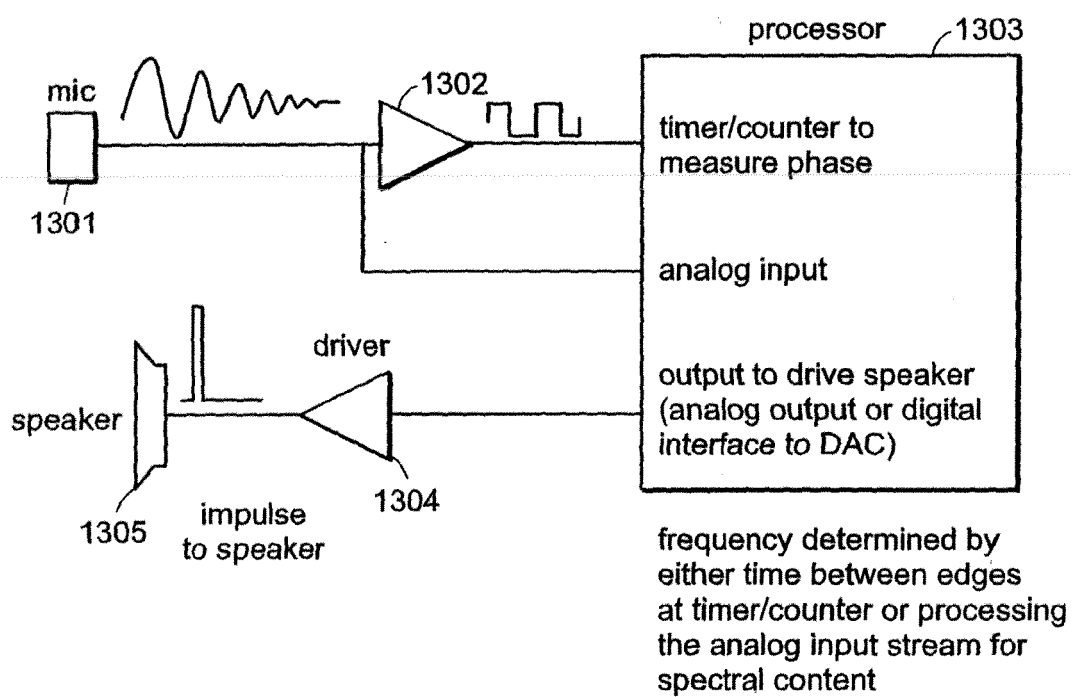 processor
1303
mic
1302
timer/counter to
measure phase
1301
analog input
driver
output to drive speaker
(analog output or digital
interface to DAC)
speaker
1304
1305
impulse
to speaker
frequency determined by
either time between edges
at timer/counter or processing
the analog input stream for
spectral content